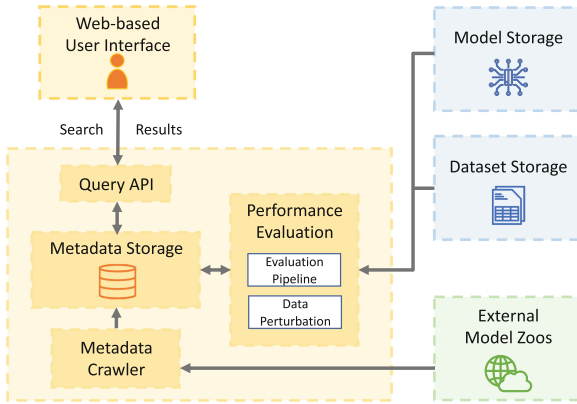 Web-based
User Interface
Search
Results
Query API
Metadata Storage
Metadata
Crawler
Performance
Evaluation
Evaluation
Pipeline
Data
Perturbation
Model Storage
Dataset Storage
External
Model Zoos